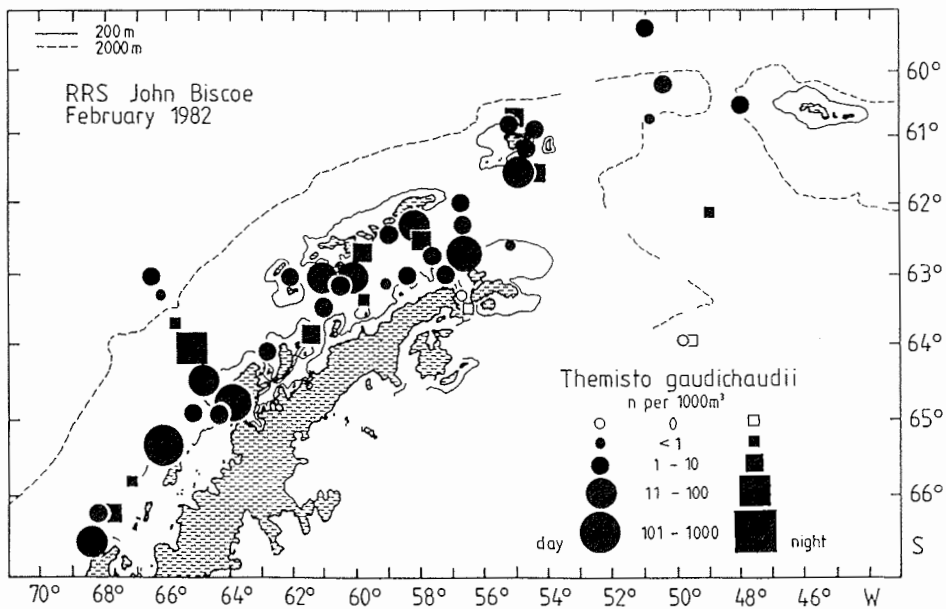 200 m
2000 m
RRS John Biscoe
February 1982
60°
61°
62°
63°
64°
65°
66°
S
Themisto gaudichaudii
n per 1000m³
0
< 1
1 - 10
11 - 100
day 101 - 1000 night
70° 68° 66° 64° 62° 60° 58° 56° 54° 52° 50° 48° 46° W